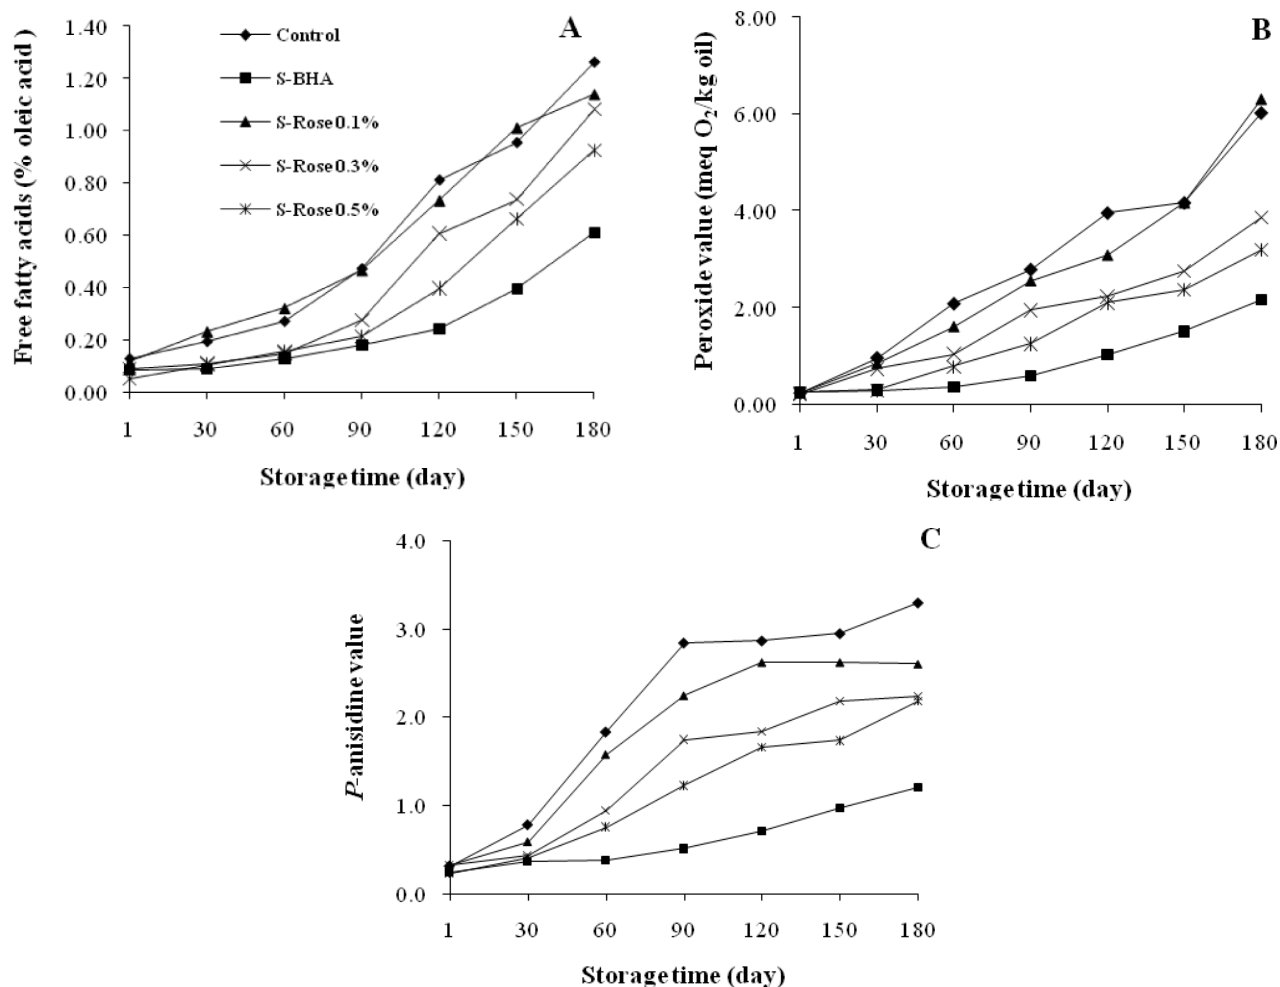 A
Free fatty acids (% oleic acid )
1.40
1.20
1.00
0.80
0.60
0.40
0.20
0.00
Control
S-BHA
S-Rose0.1%
S-Rose0.3%
S-Rose0.5%
1 30 60 90 120 150 180
Storage time (day)
B
Peroxide value (meq O2/kg oil)
8.00
6.00
4.00
2.00
0.00
1 30 60 90 120 150 180
Storage time (day)
C
P-anisidine value
4.0
3.0
2.0
1.0
0.0
1 30 60 90 120 150 180
Storage time (day)